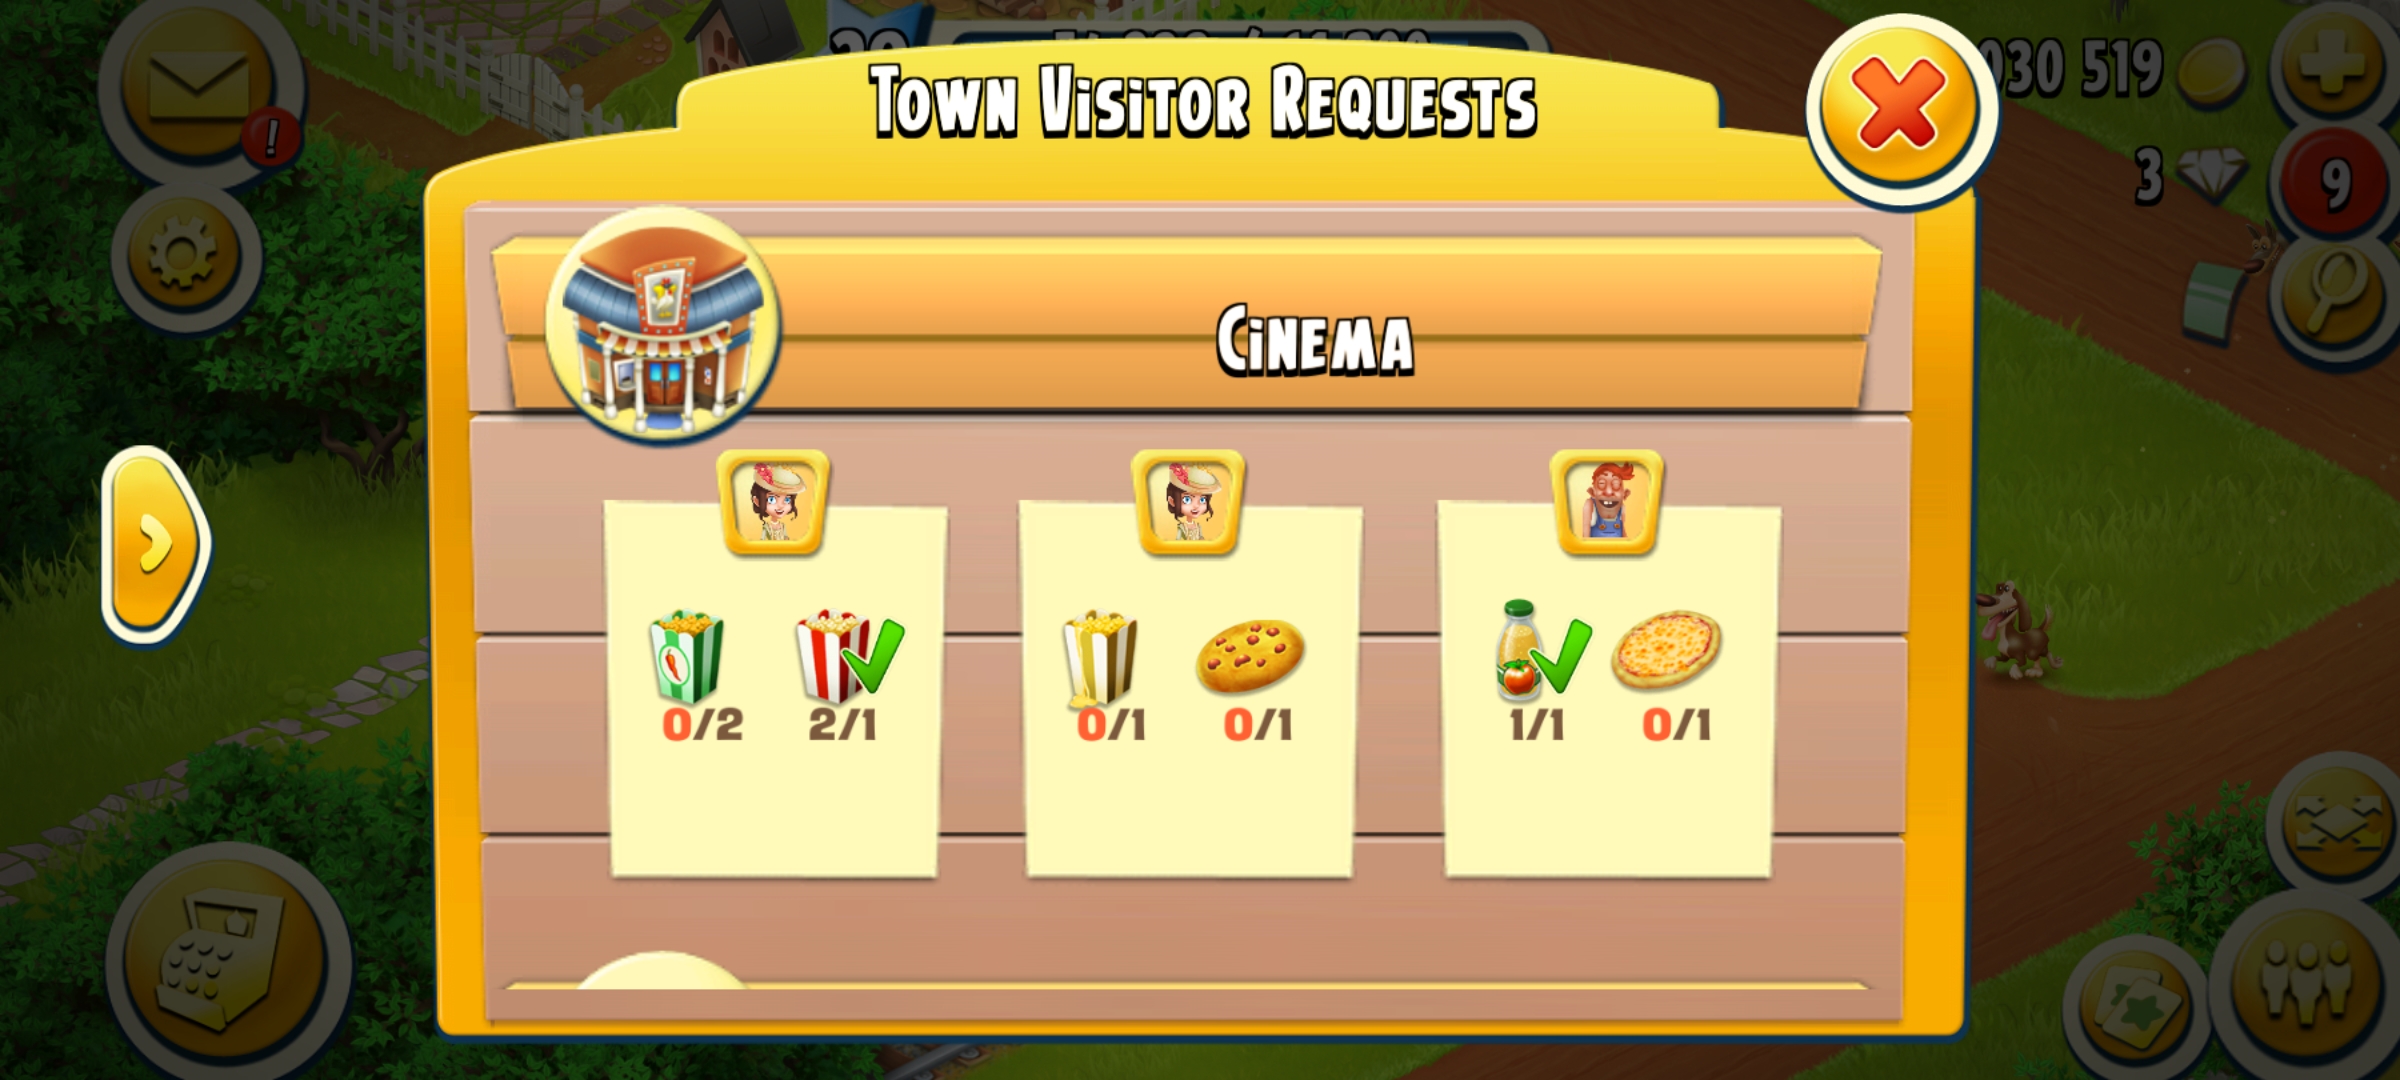 Town Visitor Requests
030 519
3
9
!
Cinema
0/2 2/1 0/1 0/1 1/1 0/1